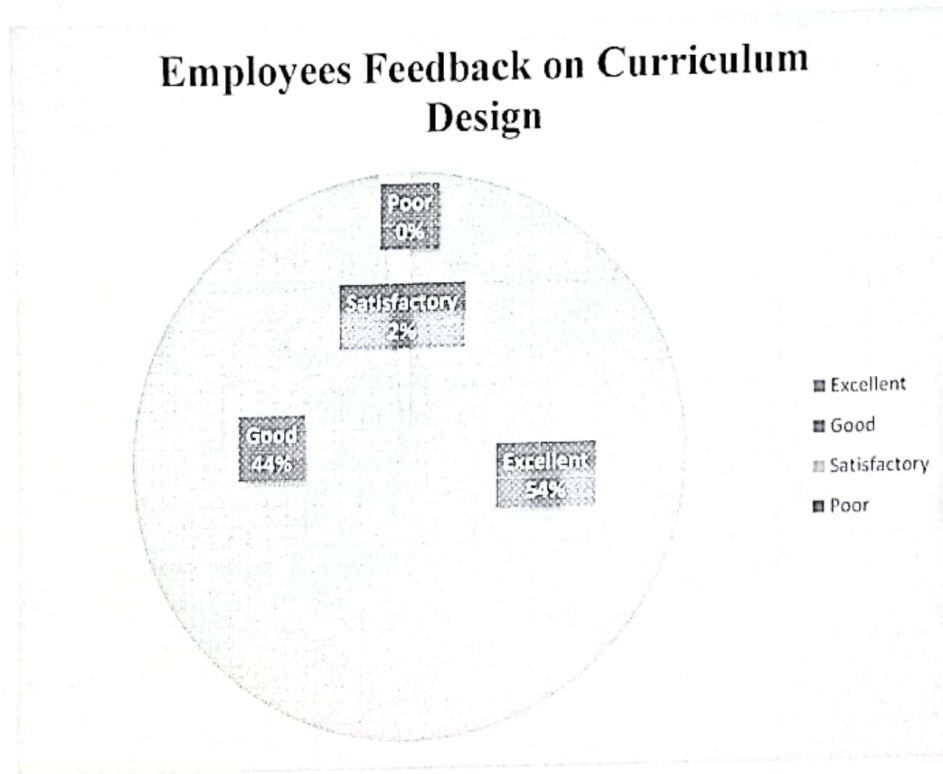 Employees Feedback on Curriculum
Design
Poor
0%
Satisfactory
2%
Good
44%
Excellent
54%
Excellent
Good
Satisfactory
Poor